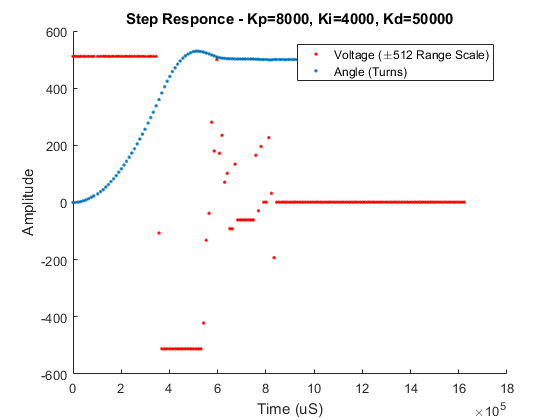 Step Responce - Kp=8000, Ki=4000, Kd=50000
600
Voltage (±512 Range Scale)
Angle (Turns)
400
200
0
-200
-400
-600
Amplitude
0 2 4 6 8 10 12 14 16 18
Time (uS)
×10^5